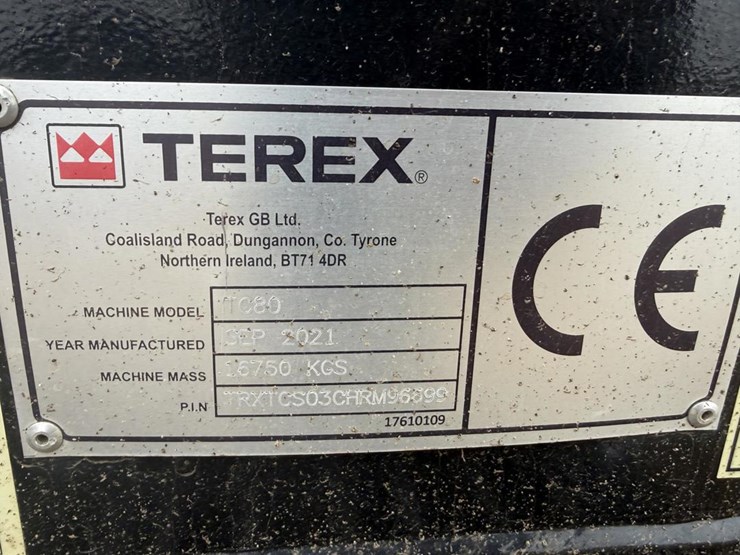 TEREX®
Terex GB Ltd.
Coalisland Road, Dungannon, Co. Tyrone
Northern Ireland, BT71 4DR
MACHINE MODEL TC80
YEAR MANUFACTURED SEP 2021
MACHINE MASS 16750 KGS
P.I.N
17610109
CE